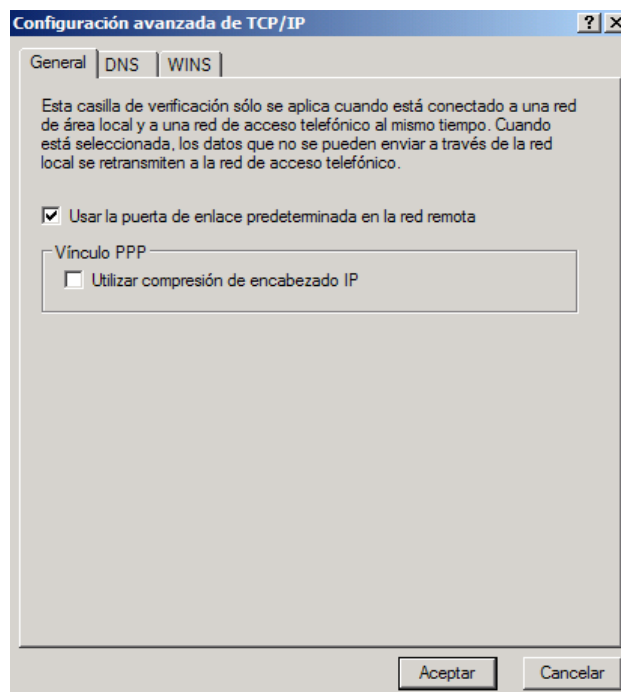 Configuración avanzada de TCP/IP
General
DNS
WINS
Esta casilla de verificación sólo se aplica cuando está conectado a una red
de área local y a una red de acceso telefónico al mismo tiempo. Cuando
está seleccionada, los datos que no se pueden enviar a través de la red
local se retransmiten a la red de acceso telefónico.
Usar la puerta de enlace predeterminada en la red remota
Vínculo PPP
Utilizar compresión de encabezado IP
Aceptar
Cancelar